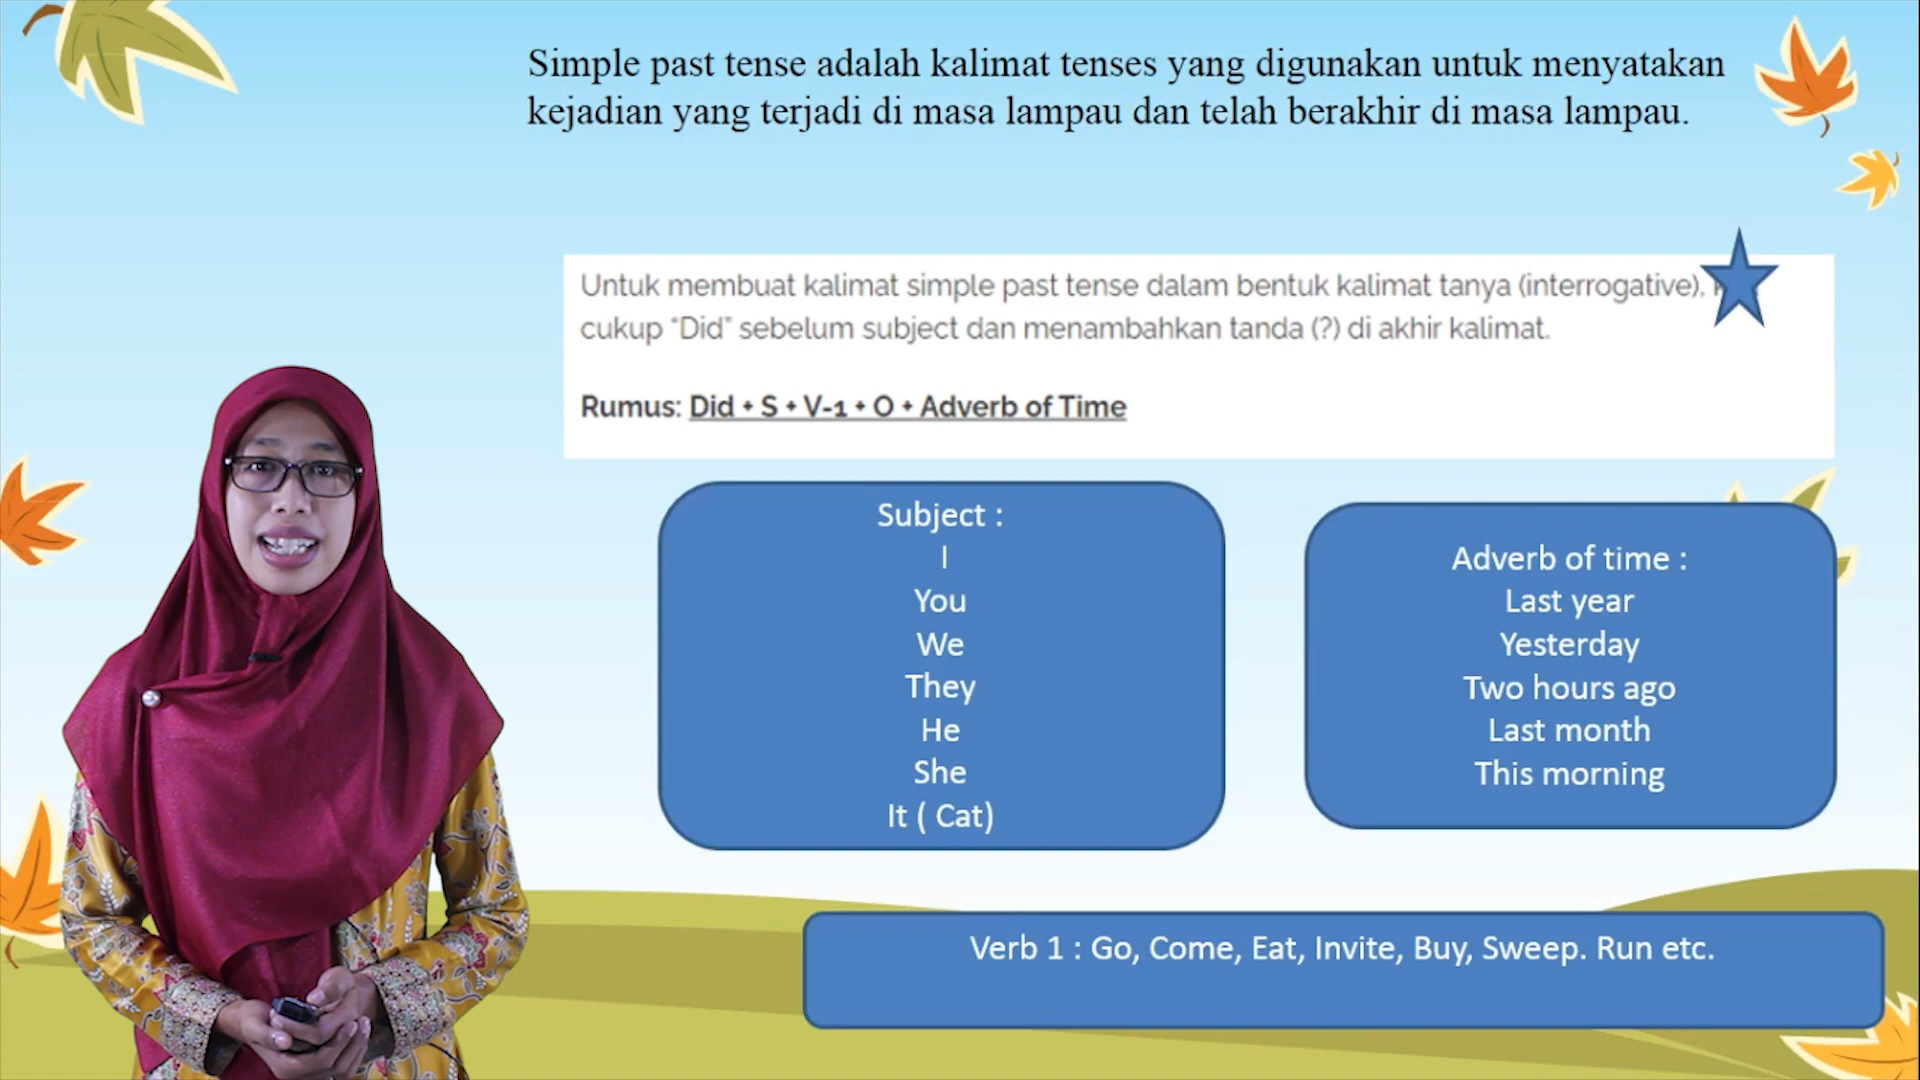 Simple past tense adalah kalimat tenses yang digunakan untuk menyatakan
kejadian yang terjadi di masa lampau dan telah berakhir di masa lampau.
Untuk membuat kalimat simple past tense dalam bentuk kalimat tanya (interrogative),
cukup “Did” sebelum subject dan menambahkan tanda (?) di akhir kalimat.
Rumus: Did + S + V-1 + O + Adverb of Time
Subject :
I
You
We
They
He
She
It ( Cat)
Adverb of time :
Last year
Yesterday
Two hours ago
Last month
This morning
Verb 1 : Go, Come, Eat, Invite, Buy, Sweep. Run etc.